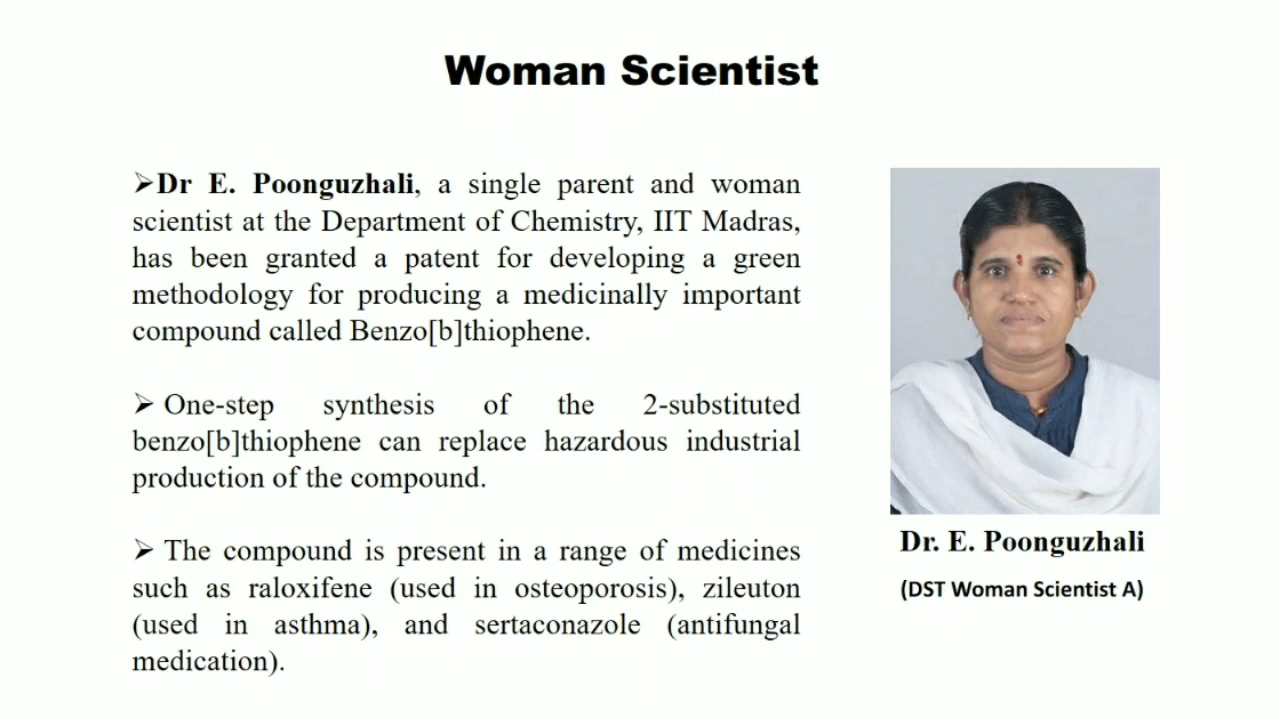 Woman Scientist
➢Dr E. Poonguzhali, a single parent and woman
scientist at the Department of Chemistry, IIT Madras,
has been granted a patent for developing a green
methodology for producing a medicinally important
compound called Benzo[b]thiophene.
➢ One-step synthesis of the 2-substituted
benzo[b]thiophene can replace hazardous industrial
production of the compound.
➢ The compound is present in a range of medicines
such as raloxifene (used in osteoporosis), zileuton
(used in asthma), and sertaconazole (antifungal
medication).
Dr. E. Poonguzhali
(DST Woman Scientist A)